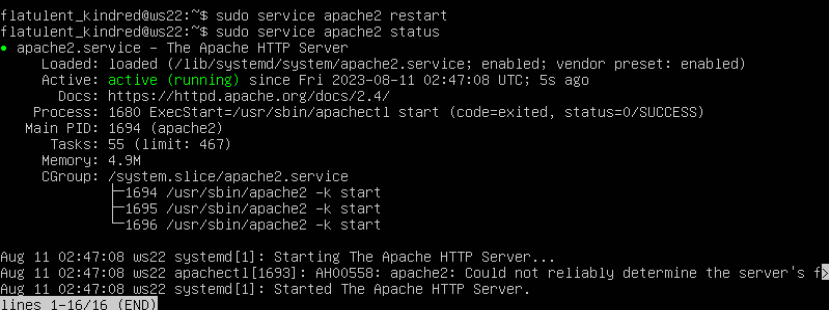 flatulent_kindred@ws22:~$ sudo service apache2 restart
flatulent_kindred@ws22:~$ sudo service apache2 status
● apache2.service - The Apache HTTP Server
     Loaded: loaded (/lib/systemd/system/apache2.service; enabled; vendor preset: enabled)
     Active: active (running) since Fri 2023-08-11 02:47:08 UTC; 5s ago
       Docs: https://httpd.apache.org/docs/2.4/
    Process: 1680 ExecStart=/usr/sbin/apachectl start (code=exited, status=0/SUCCESS)
   Main PID: 1694 (apache2)
      Tasks: 55 (limit: 467)
     Memory: 4.9M
     CGroup: /system.slice/apache2.service
             ├─1694 /usr/sbin/apache2 -k start
             ├─1695 /usr/sbin/apache2 -k start
             └─1696 /usr/sbin/apache2 -k start

Aug 11 02:47:08 ws22 systemd[1]: Starting The Apache HTTP Server...
Aug 11 02:47:08 ws22 apachectl[1693]: AH00558: apache2: Could not reliably determine the server's f>
Aug 11 02:47:08 ws22 systemd[1]: Started The Apache HTTP Server.
lines 1-16/16 (END)